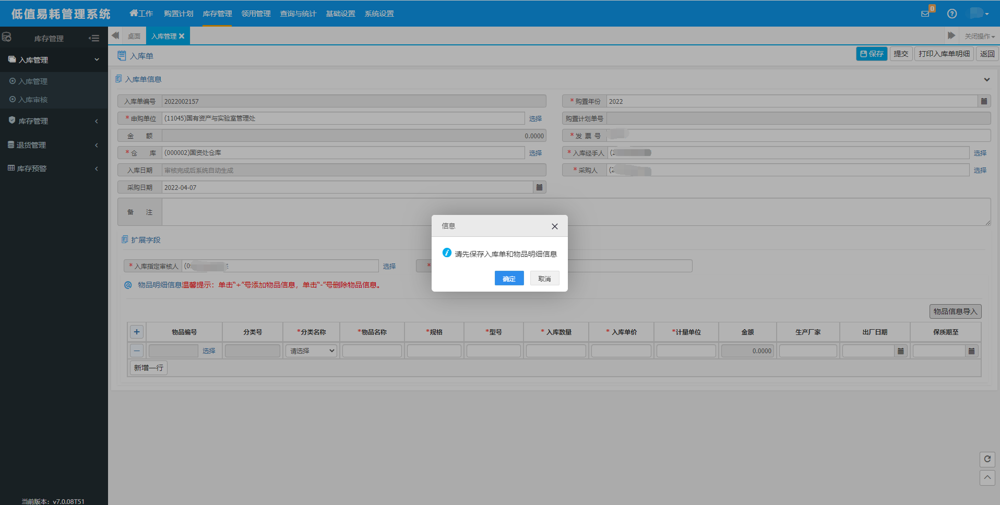 低值易耗管理系统 工作 购置计划 库存管理 领用管理 查询与统计 基础设置 系统设置 0
库存管理
入库管理
入库管理
入库审核
库存管理
退货管理
库存预警
当前版本：v7.0.08T51
桌面 入库管理 关闭操作
入库单 保存 提交 打印入库单明细 返回
入库单信息
入库单编号 2022002157 *购置年份 2022
*申购单位 (11045)国有资产与实验室管理处 选择 购置计划单号
金 额 0.0000 *发 票 号
*仓 库 (000002)国资处仓库 选择 *入库经手人 (2 选择
入库日期 审核完成后系统自动生成 *采购人 (2 选择
采购日期 2022-04-07
备 注
信息
请先保存入库单和物品明细信息
确定 取消
扩展字段
*入库指定审核人 (0 选择 *
物品明细信息温馨提示：单击“+”号添加物品信息，单击“-”号删除物品信息。
物品信息导入
物品编号 分类号 *分类名称 *物品名称 *规格 *型号 *入库数量 *入库单价 *计量单位 金额 生产厂家 出厂日期 保质期至
选择 请选择 0.0000
新增一行